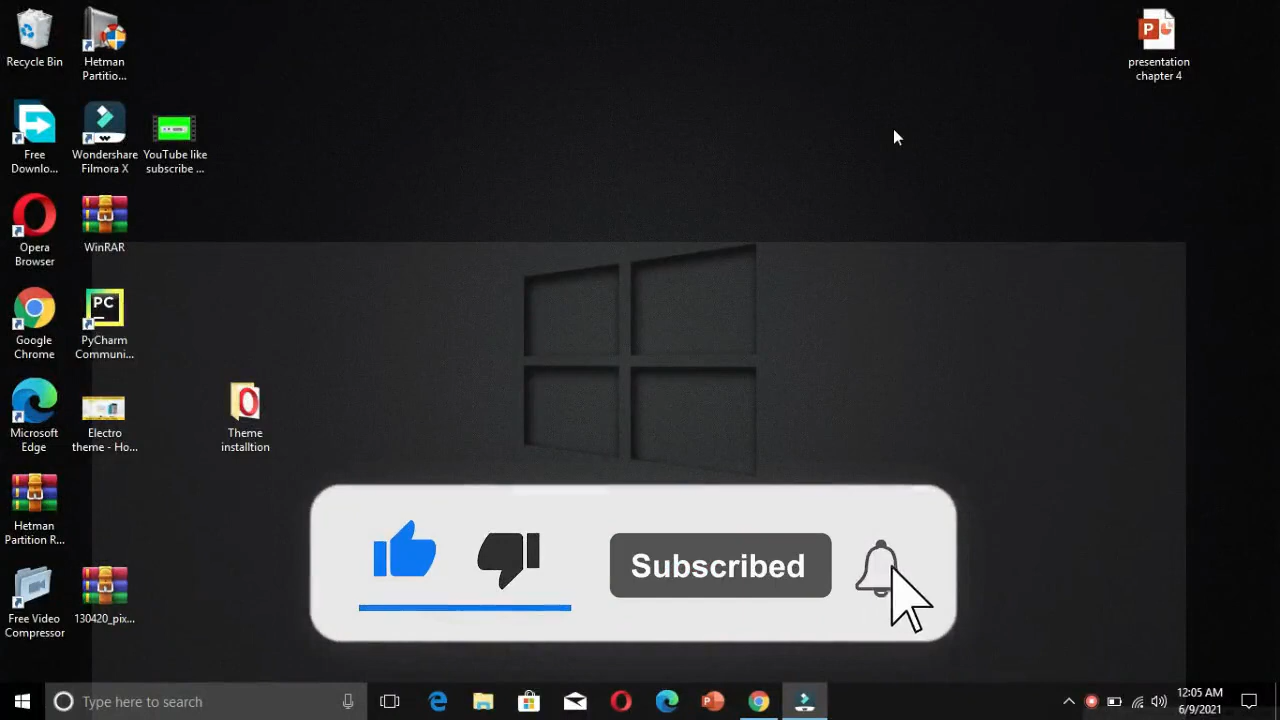 Recycle Bin
Hetman
Partitio...
presentation
chapter 4
Free
Downlo...
Wondershare
Filmora X
YouTube like
subscribe ...
Opera
Browser
WinRAR
Google
Chrome
PC
PyCharm
Communi...
Microsoft
Edge
Electro
theme - Ho...
Theme
installtion
Hetman
Partition R...
Free Video
Compressor
130420_pix...
Subscribed
Type here to search
12:05 AM
6/9/2021